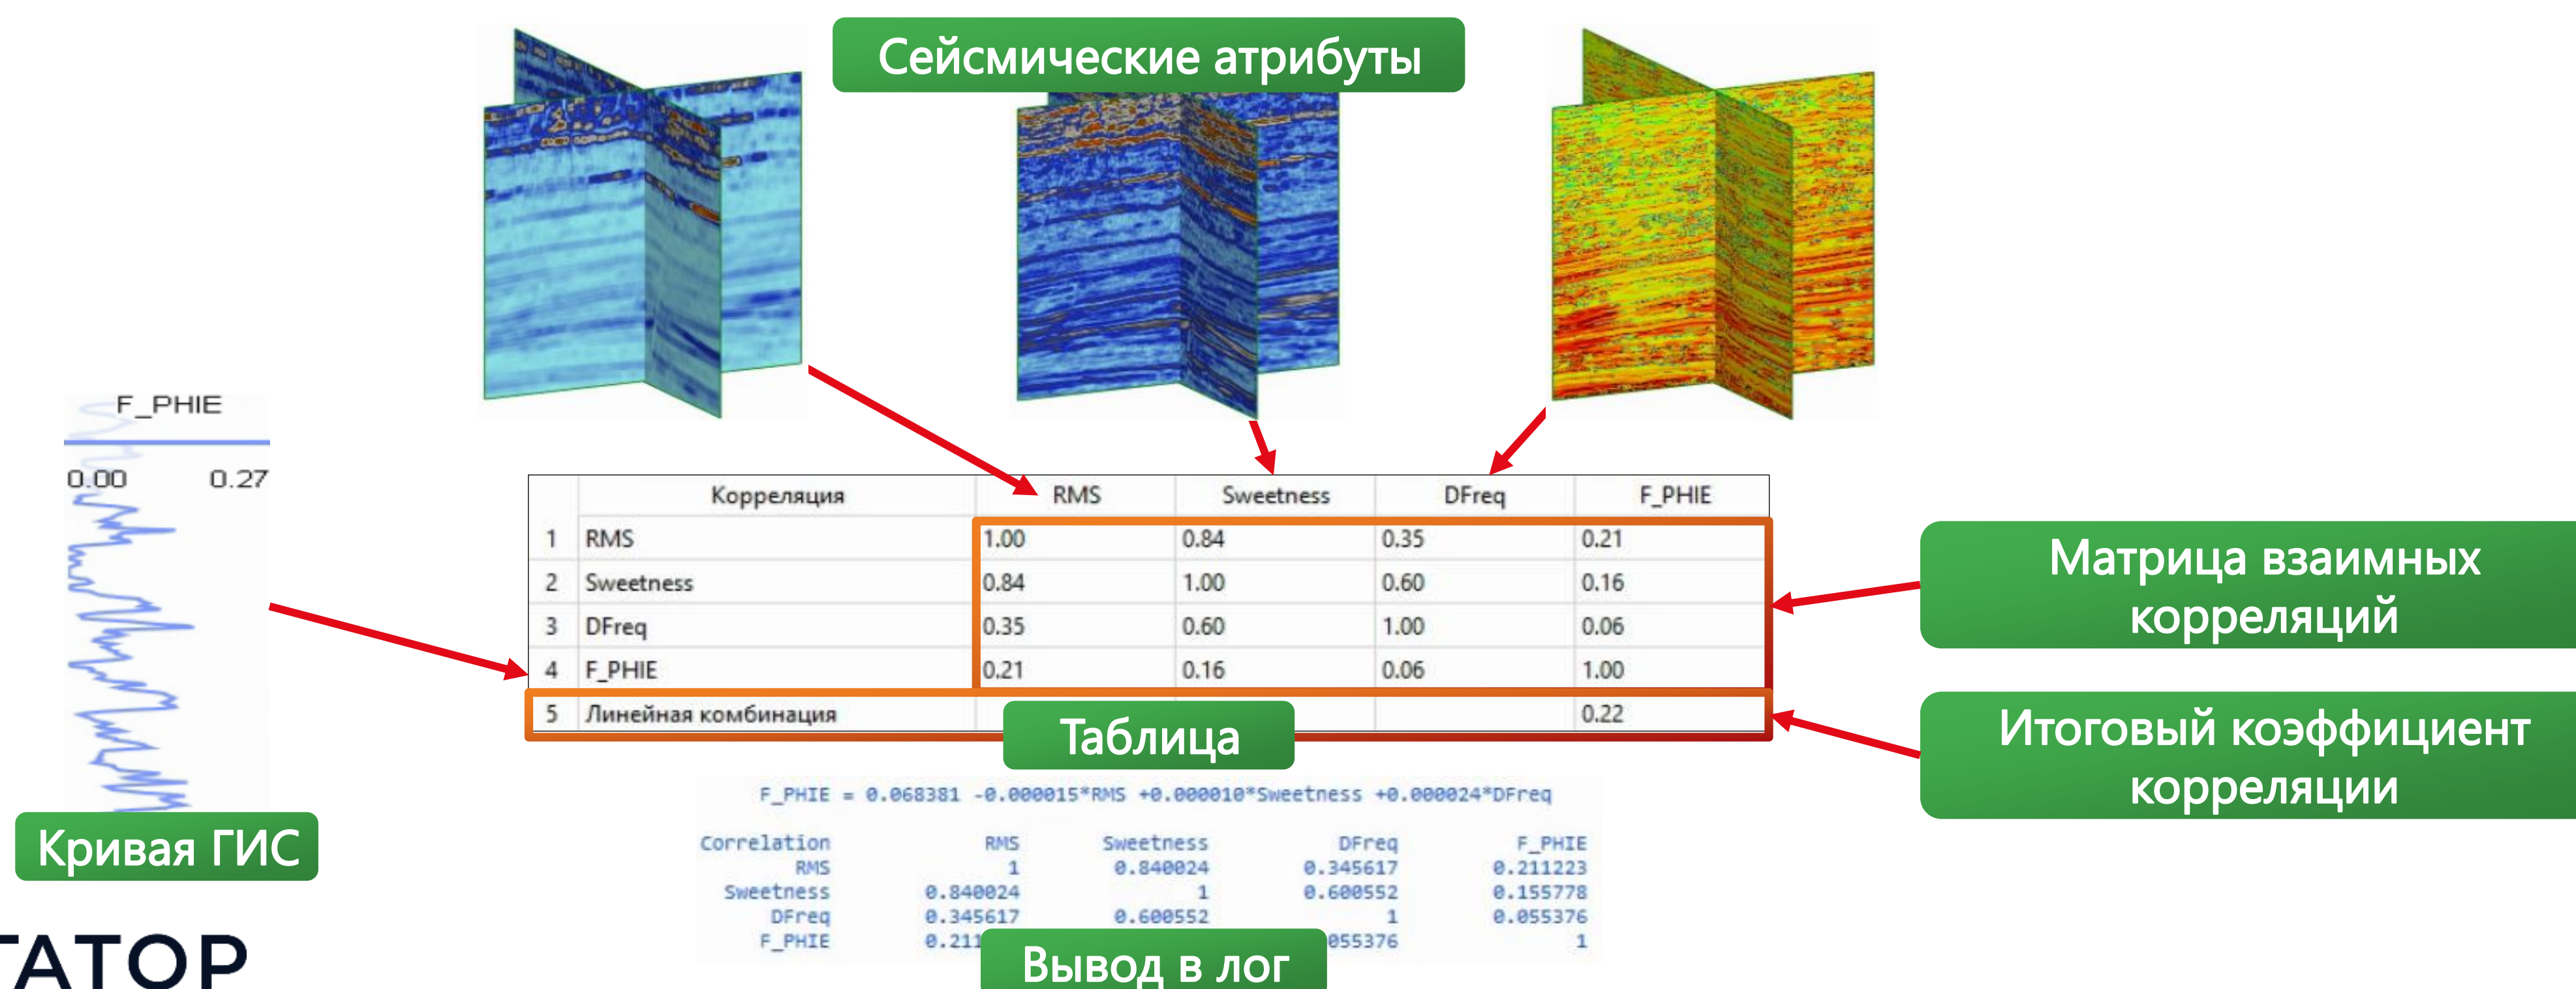 Сейсмические атрибуты
F_PHIE
0.00 0.27
Корреляция RMS Sweetness DFreq F_PHIE
1 RMS 1.00 0.84 0.35 0.21
2 Sweetness 0.84 1.00 0.60 0.16
3 DFreq 0.35 0.60 1.00 0.06
4 F_PHIE 0.21 0.16 0.06 1.00
5 Линейная комбинация 0.22
Таблица
Матрица взаимных
корреляций
Итоговый коэффициент
корреляции
F_PHIE = 0.068381 -0.000015*RMS +0.000010*Sweetness +0.000024*DFreq
Correlation RMS Sweetness DFreq F_PHIE
RMS 1 0.840024 0.345617 0.211223
Sweetness 0.840024 1 0.600552 0.155778
DFreq 0.345617 0.600552 1 0.055376
F_PHIE 0.211 055376 1
Вывод в лог
Кривая ГИС
ТАТОР